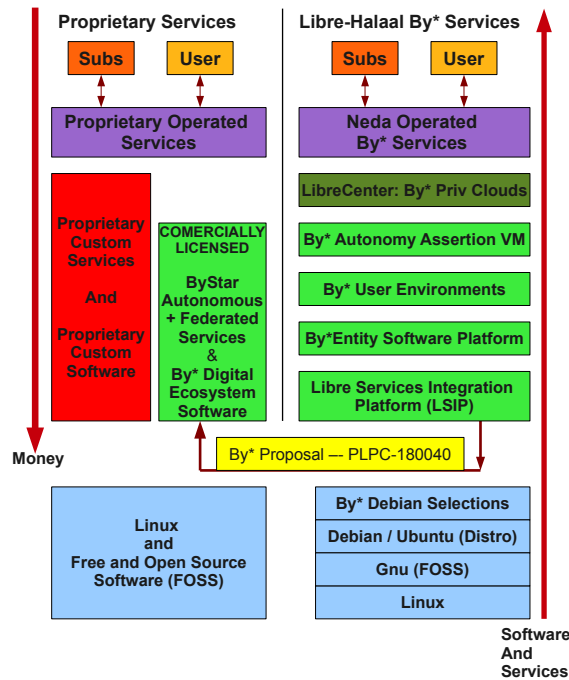 Proprietary Services
Libre-Halaal By* Services
Subs
User
Subs
User
Proprietary Operated
Services
Neda Operated
By* Services
Proprietary
Custom
Services
And
Proprietary
Custom
Software
COMERCIALLY
LICENSED
ByStar
Autonomous
+ Federated
Services
&
By* Digital
Ecosystem
Software
LibreCenter: By* Priv Clouds
By* Autonomy Assertion VM
By* User Environments
By*Entity Software Platform
Libre Services Integration
Platform (LSIP)
Money
By* Proposal –- PLPC-180040
Linux
and
Free and Open Source
Software (FOSS)
By* Debian Selections
Debian / Ubuntu (Distro)
Gnu (FOSS)
Linux
Software
And
Services